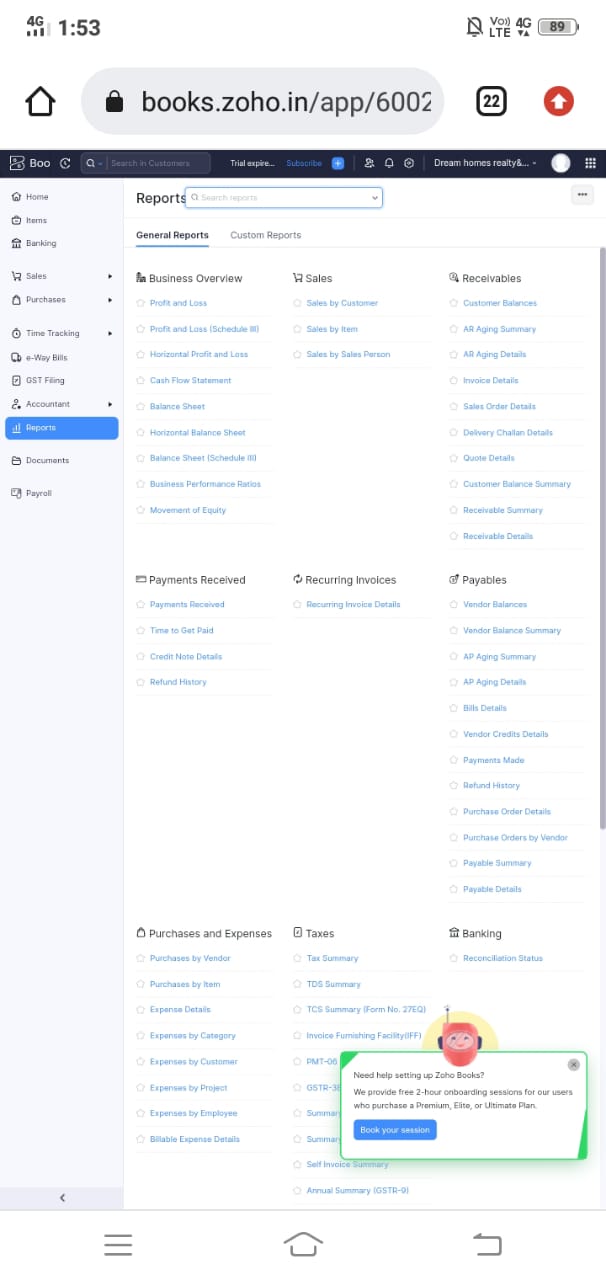 4G 1:53 Vo)) LTE 4G 89
books.zoho.in/app/6002
22
Boo Search in Customers Trial expire... Subscribe Dream homes realty&...
Home
Items
Banking
Sales
Purchases
Time Tracking
e-Way Bills
GST Filing
Accountant
Reports
Documents
Payroll
Reports Search reports
General Reports Custom Reports
Business Overview
Profit and Loss
Profit and Loss (Schedule III)
Horizontal Profit and Loss
Cash Flow Statement
Balance Sheet
Horizontal Balance Sheet
Balance Sheet (Schedule III)
Business Performance Ratios
Movement of Equity
Sales
Sales by Customer
Sales by Item
Sales by Sales Person
Receivables
Customer Balances
AR Aging Summary
AR Aging Details
Invoice Details
Sales Order Details
Delivery Challan Details
Quote Details
Customer Balance Summary
Receivable Summary
Receivable Details
Payments Received
Payments Received
Time to Get Paid
Credit Note Details
Refund History
Recurring Invoices
Recurring Invoice Details
Payables
Vendor Balances
Vendor Balance Summary
AP Aging Summary
AP Aging Details
Bills Details
Vendor Credits Details
Payments Made
Refund History
Purchase Order Details
Purchase Orders by Vendor
Payable Summary
Payable Details
Purchases and Expenses
Purchases by Vendor
Purchases by Item
Expense Details
Expenses by Category
Expenses by Customer
Expenses by Project
Expenses by Employee
Billable Expense Details
Taxes
Tax Summary
TDS Summary
TCS Summary (Form No. 27EQ)
Invoice Furnishing Facility(IFF)
PMT-06
GSTR-3B
Summary
Summary
Self Invoice Summary
Annual Summary (GSTR-9)
Banking
Reconciliation Status
Need help setting up Zoho Books?
We provide free 2-hour onboarding sessions for our users
who purchase a Premium, Elite, or Ultimate Plan.
Book your session